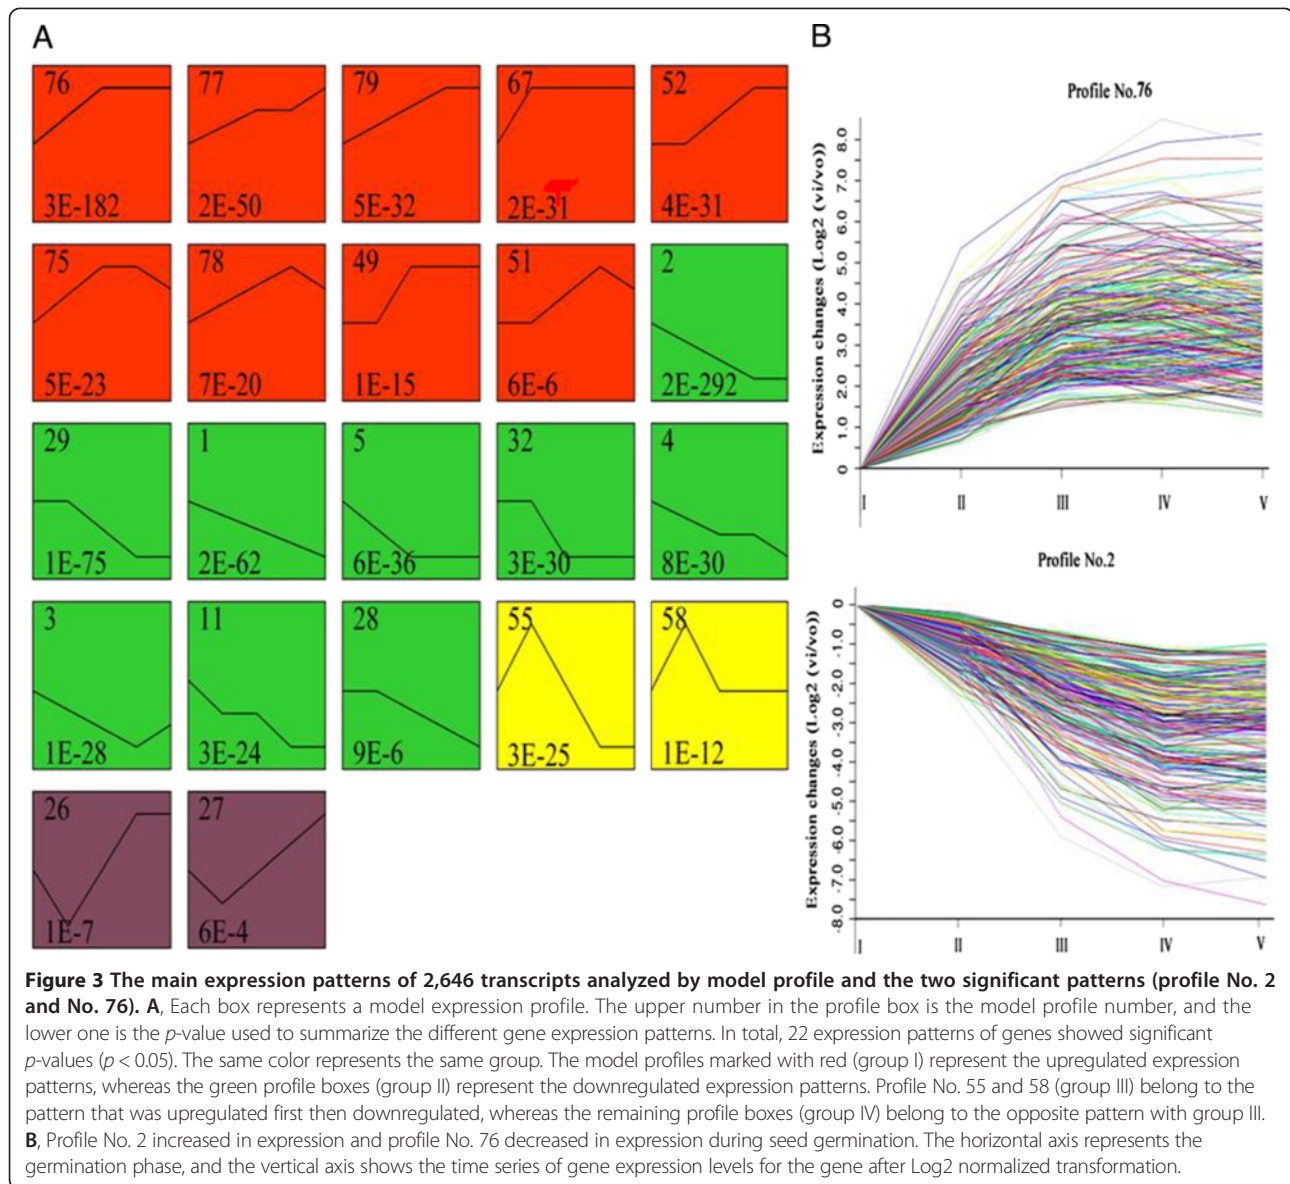 A
B
76
77
79
67
52
3E-182
2E-50
5E-32
2E-31
4E-31
75
78
49
51
2
5E-23
7E-20
1E-15
6E-6
2E-292
29
1
5
32
4
1E-75
2E-62
6E-36
3E-30
8E-30
3
11
28
55
58
1E-28
3E-24
9E-6
3E-25
1E-12
26
27
1E-7
6E-4
Profile No.76
Expression changes (Log2 (vi/vo))
8.0
7.0
6.0
5.0
4.0
3.0
2.0
1.0
0
I II III IV V
Profile No.2
Expression changes (Log2 (vi/vo))
0
-1.0
-2.0
-3.0
-4.0
-5.0
-6.0
-7.0
-8.0
I II III IV V
Figure 3 The main expression patterns of 2,646 transcripts analyzed by model profile and the two significant patterns (profile No. 2
and No. 76). A, Each box represents a model expression profile. The upper number in the profile box is the model profile number, and the
lower one is the p-value used to summarize the different gene expression patterns. In total, 22 expression patterns of genes showed significant
p-values (p < 0.05). The same color represents the same group. The model profiles marked with red (group I) represent the upregulated expression
patterns, whereas the green profile boxes (group II) represent the downregulated expression patterns. Profile No. 55 and 58 (group III) belong to the
pattern that was upregulated first then downregulated, whereas the remaining profile boxes (group IV) belong to the opposite pattern with group III.
B, Profile No. 2 increased in expression and profile No. 76 decreased in expression during seed germination. The horizontal axis represents the
germination phase, and the vertical axis shows the time series of gene expression levels for the gene after Log2 normalized transformation.